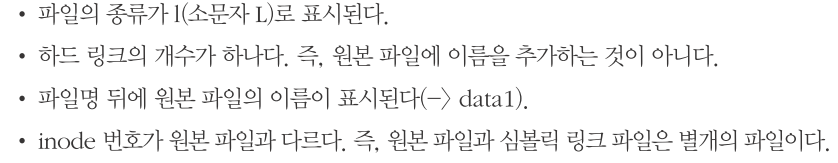 • 파일의 종류가 l(소문자 L)로 표시된다.
• 하드 링크의 개수가 하나다. 즉, 원본 파일에 이름을 추가하는 것이 아니다.
• 파일명 뒤에 원본 파일의 이름이 표시된다(-> data1).
• inode 번호가 원본 파일과 다르다. 즉, 원본 파일과 심볼릭 링크 파일은 별개의 파일이다.